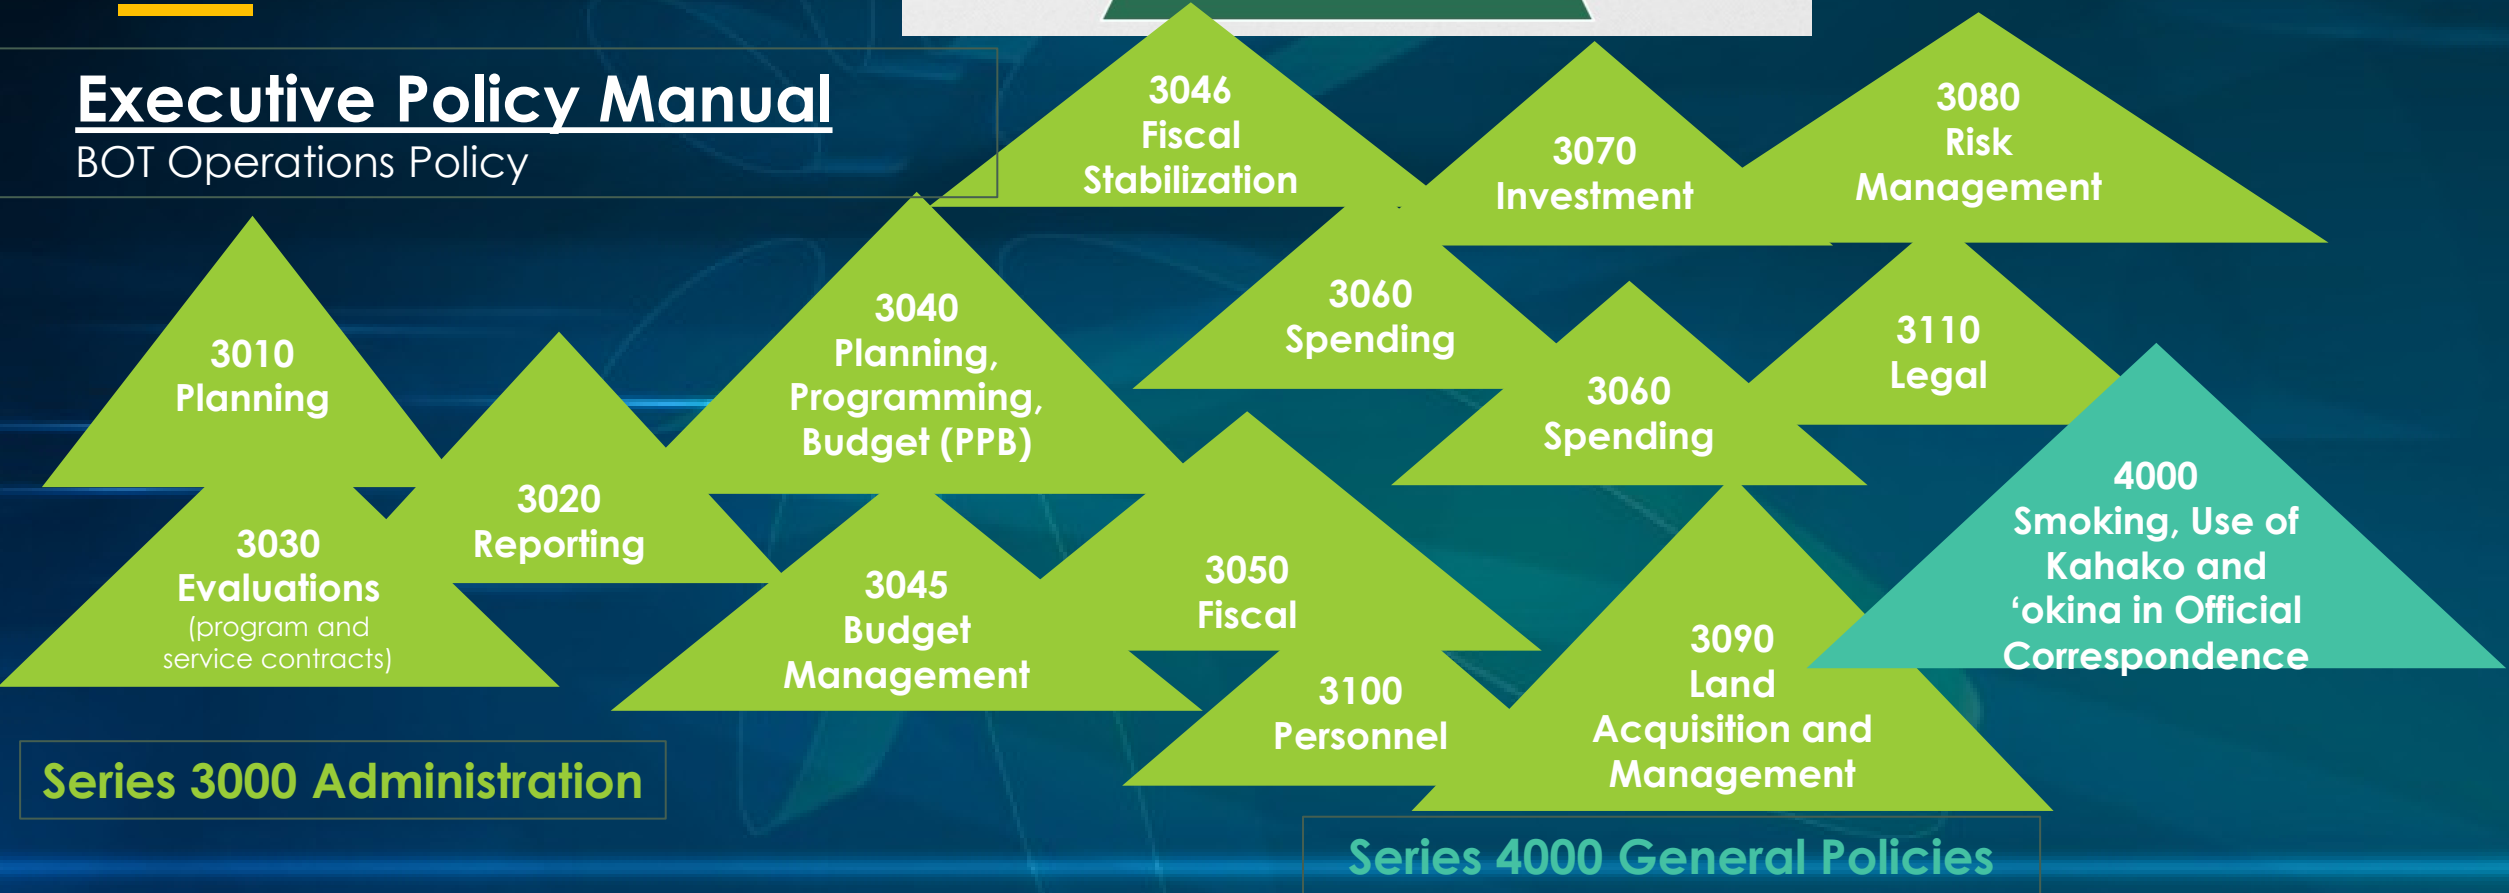 Executive Policy Manual
BOT Operations Policy
3046
Fiscal
Stabilization
3070
Investment
3080
Risk
Management
3010
Planning
3020
Reporting
3030
Evaluations
(program and
service contracts)
3040
Planning,
Programming,
Budget (PPB)
3045
Budget
Management
3060
Spending
3060
Spending
3110
Legal
3050
Fiscal
3100
Personnel
3090
Land
Acquisition and
Management
4000
Smoking, Use of
Kahako and
‘okina in Official
Correspondence
Series 3000 Administration
Series 4000 General Policies